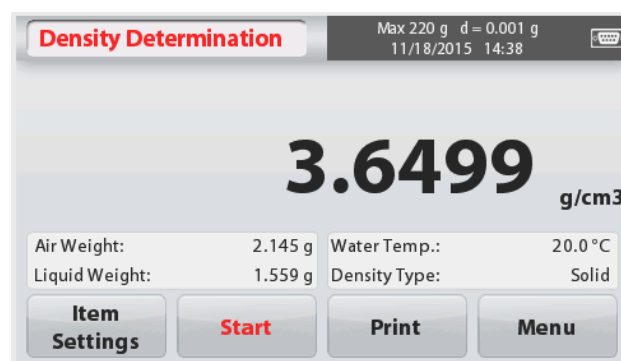 Density Determination
Max 220 g d = 0.001 g
11/18/2015 14:38
3.6499
g/cm3
Air Weight: 2.145 g Water Temp.: 20.0 °C
Liquid Weight: 1.559 g Density Type: Solid
Item
Settings
Start
Print
Menu